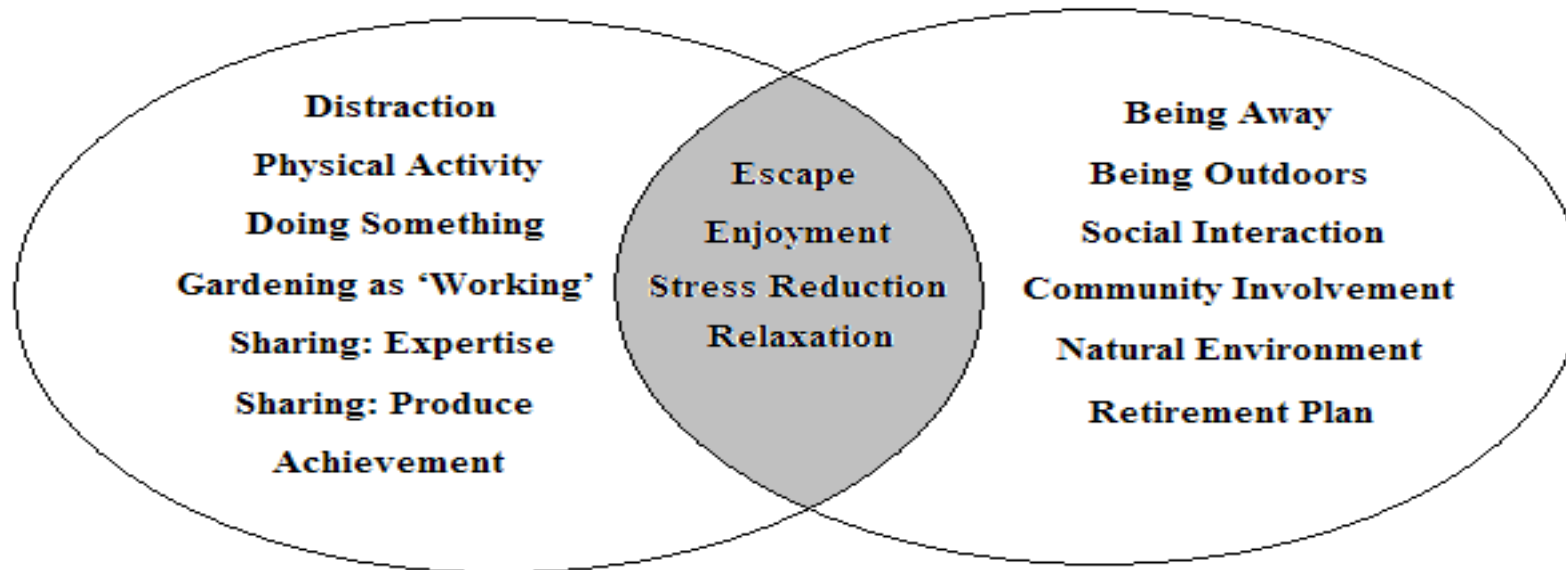 Distraction
Physical Activity
Doing Something
Gardening as ‘Working’
Sharing: Expertise
Sharing: Produce
Achievement
Escape
Enjoyment
Stress Reduction
Relaxation
Being Away
Being Outdoors
Social Interaction
Community Involvement
Natural Environment
Retirement Plan